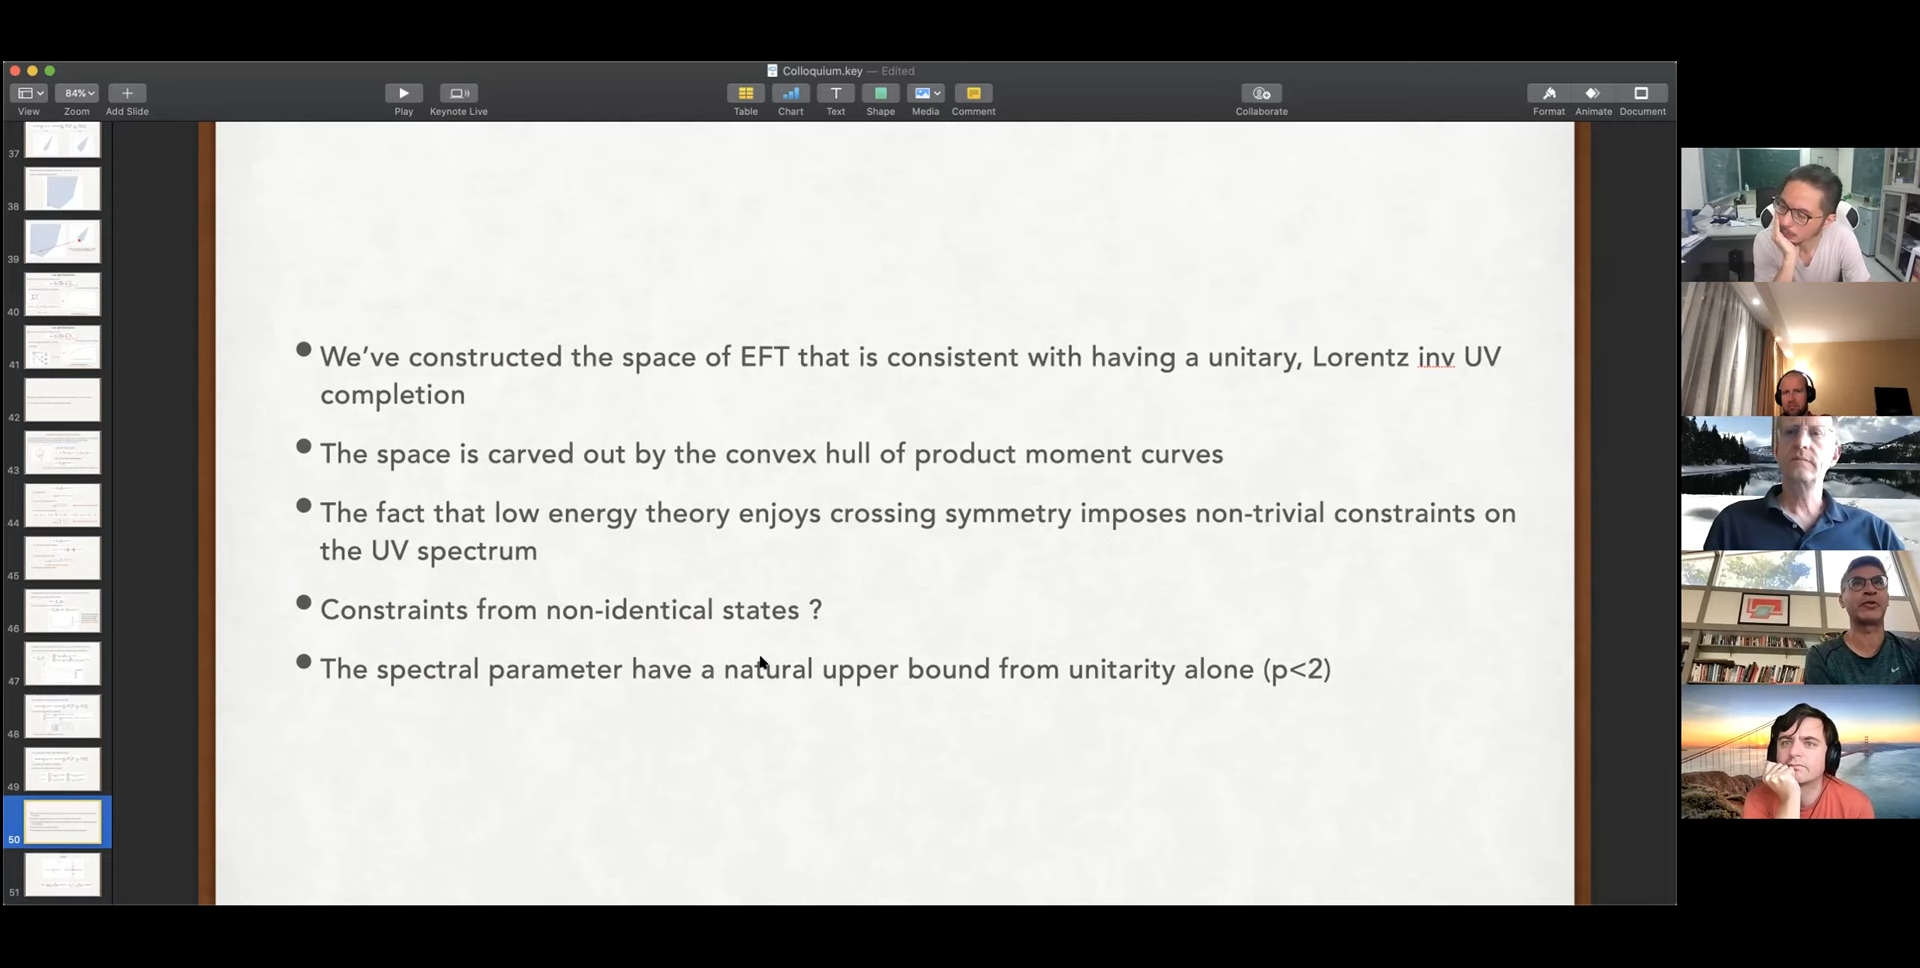 Colloquium.key — Edited
84%
View
Zoom
Add Slide
Play
Keynote Live
Table
Chart
Text
Shape
Media
Comment
Collaborate
Format
Animate
Document
37
38
39
40
41
42
43
44
45
46
47
48
49
50
51
• We’ve constructed the space of EFT that is consistent with having a unitary, Lorentz inv UV
completion
• The space is carved out by the convex hull of product moment curves
• The fact that low energy theory enjoys crossing symmetry imposes non-trivial constraints on
the UV spectrum
• Constraints from non-identical states ?
• The spectral parameter have a natural upper bound from unitarity alone (p<2)